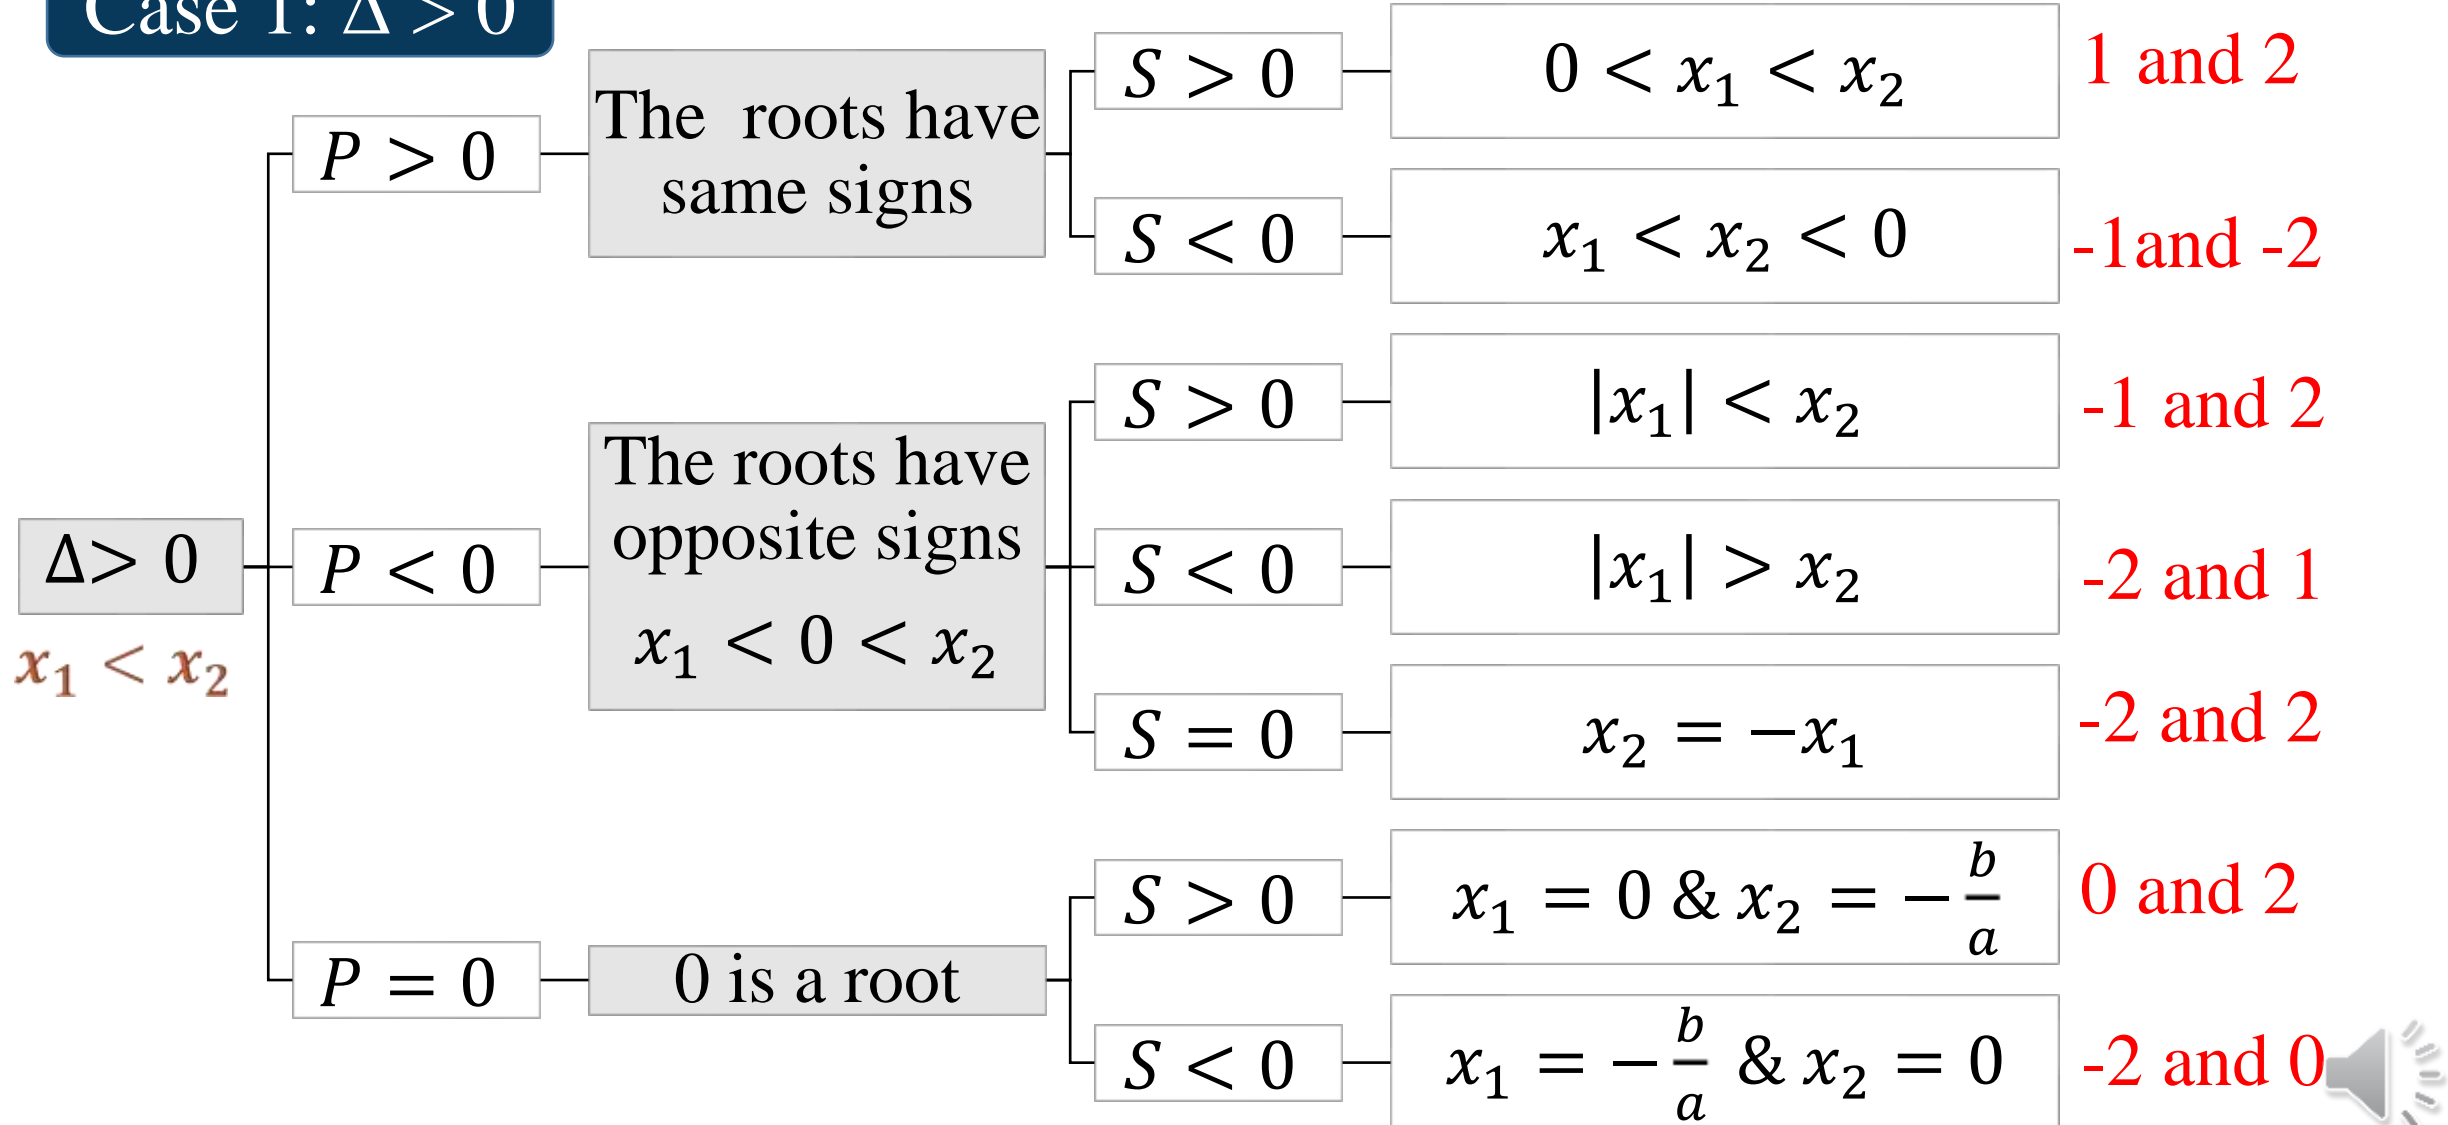 Case 1: Δ > 0
Δ> 0
x₁ < x₂
P > 0
The roots have
same signs
S > 0
0 < x₁ < x₂
1 and 2
S < 0
x₁ < x₂ < 0
-1and -2
P < 0
The roots have
opposite signs
x₁ < 0 < x₂
S > 0
|x₁| < x₂
-1 and 2
S < 0
|x₁| > x₂
-2 and 1
S = 0
x₂ = −x₁
-2 and 2
P = 0
0 is a root
S > 0
x₁ = 0 & x₂ = −b/a
0 and 2
S < 0
x₁ = −b/a & x₂ = 0
-2 and 0